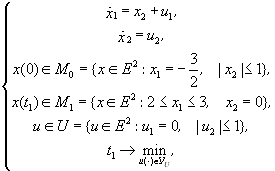 ẋ₁ = x₂ + u₁,
ẋ₂ = u₂,
x(0) ∈ M₀ = {x ∈ E² : x₁ = −3/2, | x₂ |≤ 1},
x(t₁) ∈ M₁ = {x ∈ E² : 2 ≤ x₁ ≤ 3, x₂ = 0},
u ∈ U = {u ∈ E² : u₁ = 0, | u₂ |≤ 1},
t₁ → min